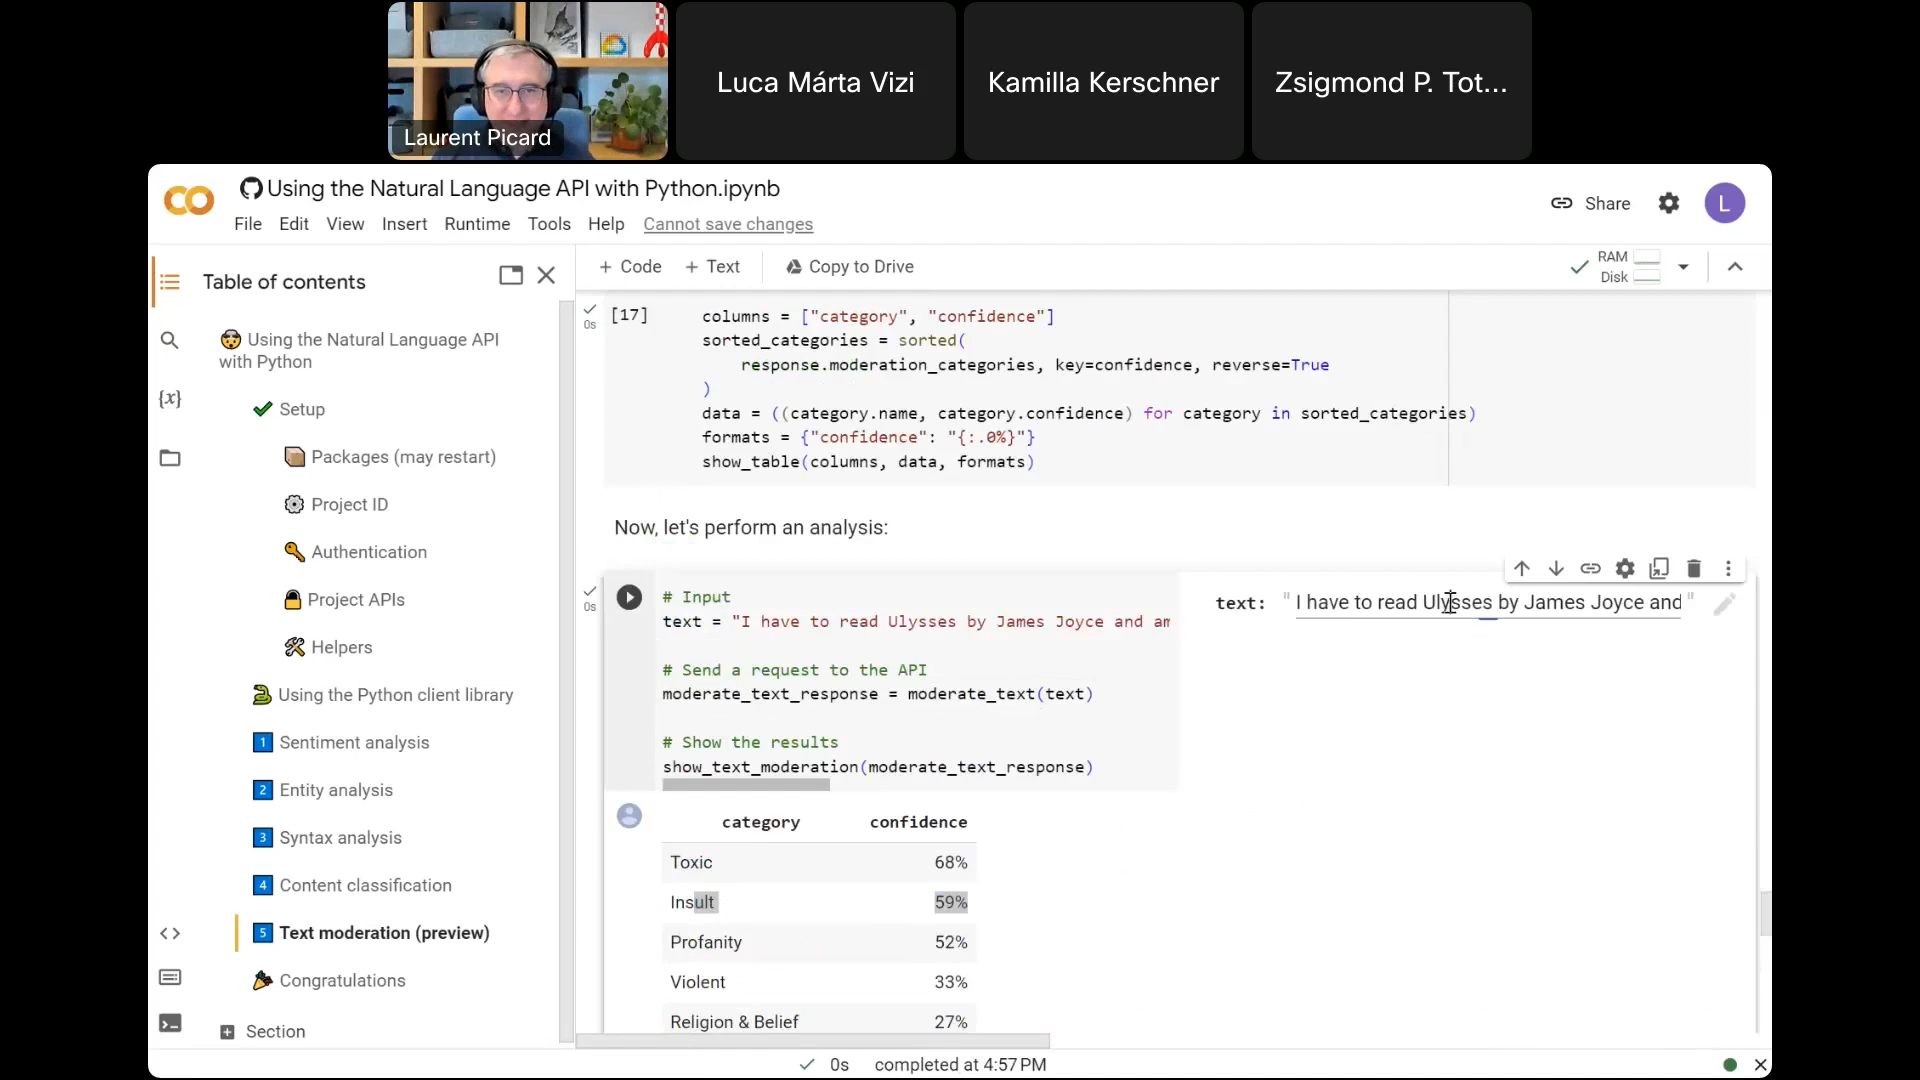 Laurent Picard
Luca Márta Vizi
Kamilla Kerschner
Zsigmond P. Tot...
Using the Natural Language API with Python.ipynb
File Edit View Insert Runtime Tools Help Cannot save changes
Share
L
Table of contents
+ Code + Text Copy to Drive
RAM
Disk
Using the Natural Language API
with Python
Setup
Packages (may restart)
Project ID
Authentication
Project APIs
Helpers
Using the Python client library
1 Sentiment analysis
2 Entity analysis
3 Syntax analysis
4 Content classification
5 Text moderation (preview)
Congratulations
Section
{x}
0s
[17]
columns = ["category", "confidence"]
sorted_categories = sorted(
response.moderation_categories, key=confidence, reverse=True
)
data = ((category.name, category.confidence) for category in sorted_categories)
formats = {"confidence": "{:.0%}"}
show_table(columns, data, formats)
Now, let's perform an analysis:
0s
# Input
text = "I have to read Ulysses by James Joyce and am
# Send a request to the API
moderate_text_response = moderate_text(text)
# Show the results
show_text_moderation(moderate_text_response)
text: " I have to read Ulysses by James Joyce and "
category confidence
Toxic 68%
Insult 59%
Profanity 52%
Violent 33%
Religion & Belief 27%
0s completed at 4:57 PM